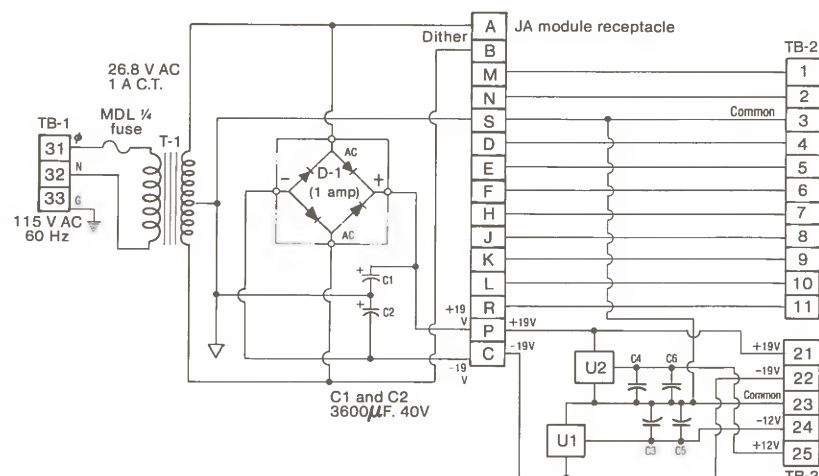 A JA module receptacle
Dither
B
TB-2
26.8 V AC
1 A C.T.
M
1
N
2
MDL ¼
fuse
TB-1
S
Common
3
ϕ
T-1
31
D
4
AC
N
32
E
5
−
D-1
+
(1 amp)
F
6
33
G
H
7
115 V AC
60 Hz
AC
J
8
K
9
+
C1
L
10
+
C2
R
11
+19
V
P
+19V
C
-19V
+19V
21
-19
V
U2
C4
C6
-19V
22
C1 and C2
3600µF. 40V
Common
23
U1
-12V
24
C3
C5
+12V
25
TB-2